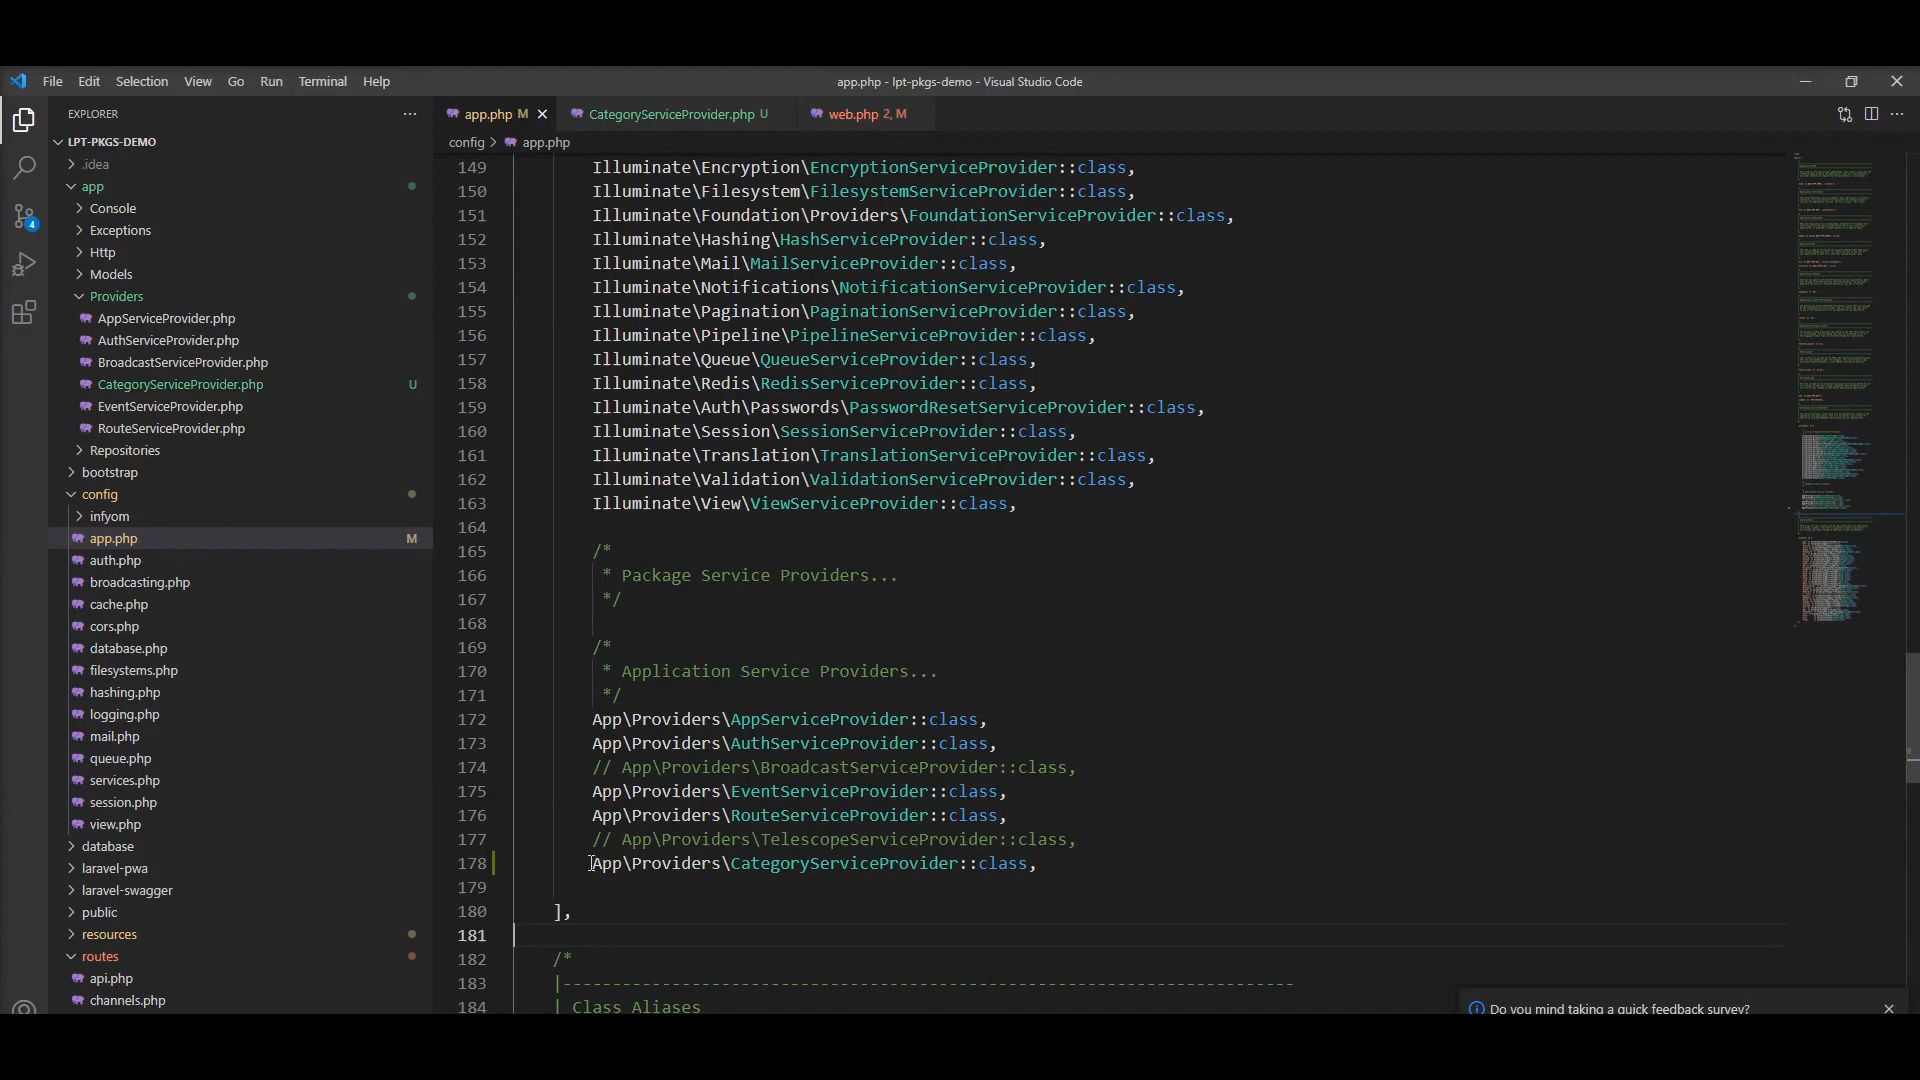 File Edit Selection View Go Run Terminal Help
app.php - lpt-pkgs-demo - Visual Studio Code
EXPLORER
LPT-PKGS-DEMO
.idea
app
Console
Exceptions
Http
Models
Providers
AppServiceProvider.php
AuthServiceProvider.php
BroadcastServiceProvider.php
CategoryServiceProvider.php U
EventServiceProvider.php
RouteServiceProvider.php
Repositories
bootstrap
config
infyom
app.php M
auth.php
broadcasting.php
cache.php
cors.php
database.php
filesystems.php
hashing.php
logging.php
mail.php
queue.php
services.php
session.php
view.php
database
laravel-pwa
laravel-swagger
public
resources
routes
api.php
channels.php
4
app.php M
CategoryServiceProvider.php U
web.php 2, M
config > app.php
149 Illuminate\Encryption\EncryptionServiceProvider::class,
150 Illuminate\Filesystem\FilesystemServiceProvider::class,
151 Illuminate\Foundation\Providers\FoundationServiceProvider::class,
152 Illuminate\Hashing\HashServiceProvider::class,
153 Illuminate\Mail\MailServiceProvider::class,
154 Illuminate\Notifications\NotificationServiceProvider::class,
155 Illuminate\Pagination\PaginationServiceProvider::class,
156 Illuminate\Pipeline\PipelineServiceProvider::class,
157 Illuminate\Queue\QueueServiceProvider::class,
158 Illuminate\Redis\RedisServiceProvider::class,
159 Illuminate\Auth\Passwords\PasswordResetServiceProvider::class,
160 Illuminate\Session\SessionServiceProvider::class,
161 Illuminate\Translation\TranslationServiceProvider::class,
162 Illuminate\Validation\ValidationServiceProvider::class,
163 Illuminate\View\ViewServiceProvider::class,
164
165 /*
166 * Package Service Providers...
167 */
168
169 /*
170 * Application Service Providers...
171 */
172 App\Providers\AppServiceProvider::class,
173 App\Providers\AuthServiceProvider::class,
174 // App\Providers\BroadcastServiceProvider::class,
175 App\Providers\EventServiceProvider::class,
176 App\Providers\RouteServiceProvider::class,
177 // App\Providers\TelescopeServiceProvider::class,
178 App\Providers\CategoryServiceProvider::class,
179
180 ],
181
182 /*
183 |--------------------------------------------------------------------------
184 | Class Aliases
Do you mind taking a quick feedback survey?